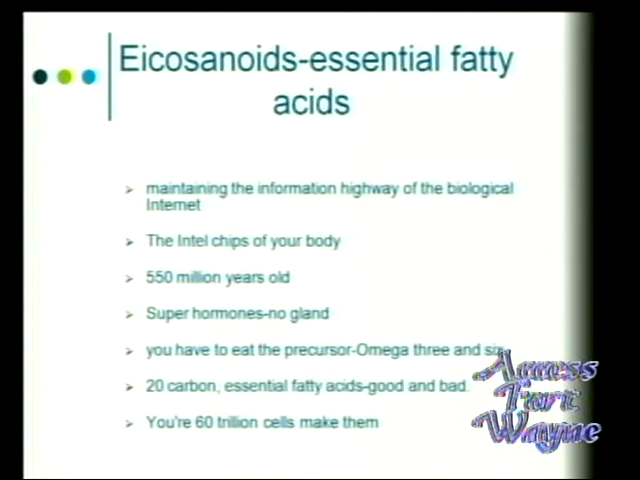 Eicosanoids-essential fatty
acids
maintaining the information highway of the biological
Internet
The Intel chips of your body
550 million years old
Super hormones-no gland
you have to eat the precursor-Omega three and six
20 carbon, essential fatty acids-good and bad.
You're 60 trillion cells make them
Access
Fort
Wayne